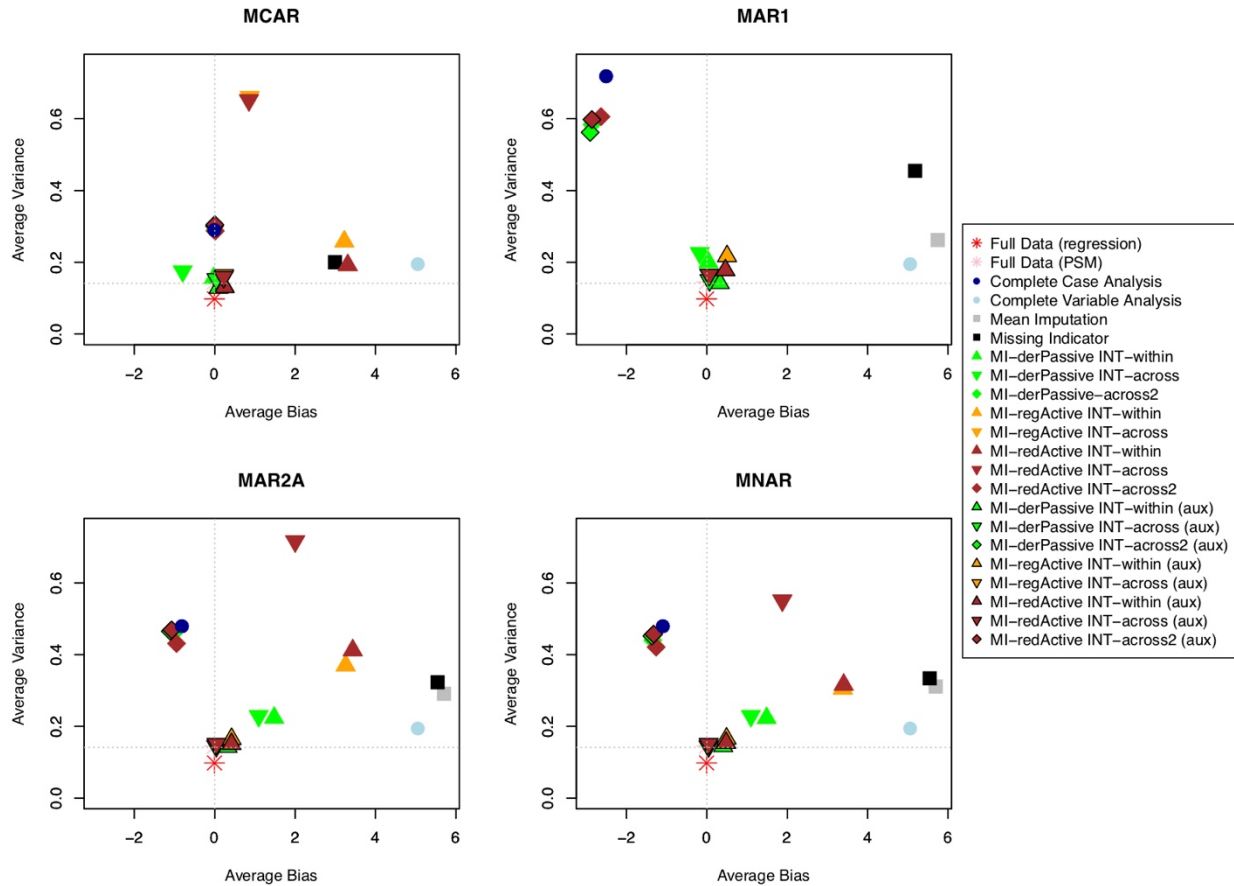 MCAR
MAR1
Average Variance
0.0 0.2 0.4 0.6
−2 0 2 4 6
Average Bias
Average Variance
0.0 0.2 0.4 0.6
−2 0 2 4 6
Average Bias
MAR2A
MNAR
Average Variance
0.0 0.2 0.4 0.6
−2 0 2 4 6
Average Bias
Average Variance
0.0 0.2 0.4 0.6
−2 0 2 4 6
Average Bias
Full Data (regression)
Full Data (PSM)
Complete Case Analysis
Complete Variable Analysis
Mean Imputation
Missing Indicator
MI−derPassive INT−within
MI−derPassive INT−across
MI−derPassive−across2
MI−regActive INT−within
MI−regActive INT−across
MI−redActive INT−within
MI−redActive INT−across
MI−redActive INT−across2
MI−derPassive INT−within (aux)
MI−derPassive INT−across (aux)
MI−derPassive INT−across2 (aux)
MI−regActive INT−within (aux)
MI−regActive INT−across (aux)
MI−redActive INT−within (aux)
MI−redActive INT−across (aux)
MI−redActive INT−across2 (aux)